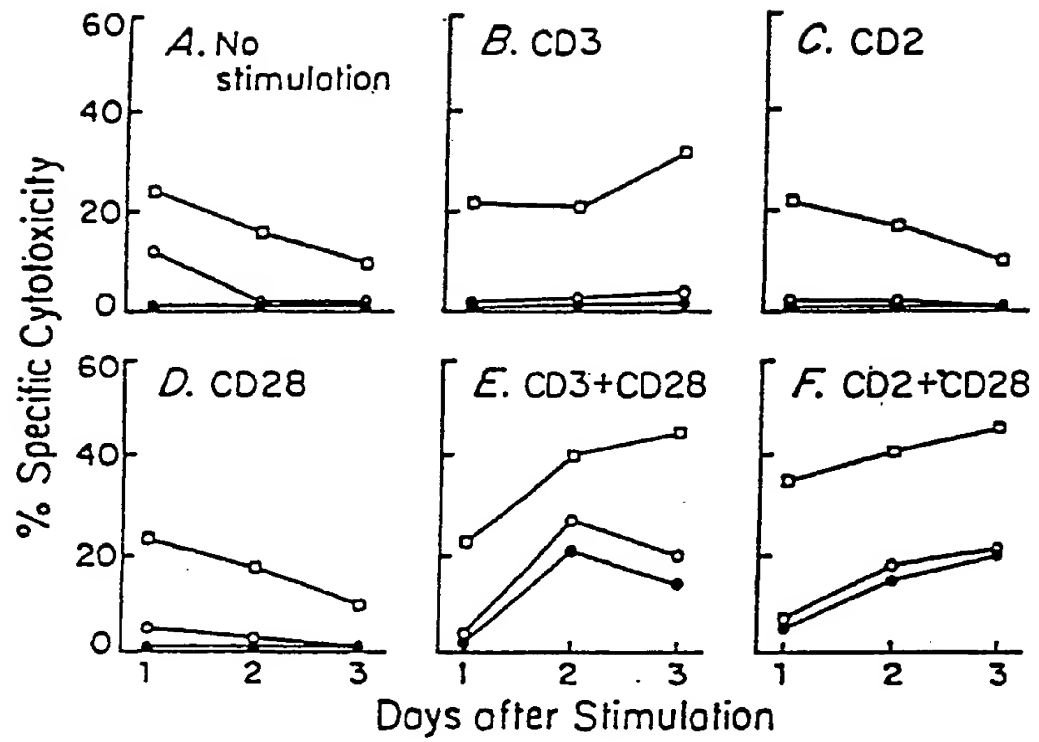 % Specific Cytotoxicity
60
40
20
0
A. No
stimulation
B. CD3
C. CD2
60
40
20
0
D. CD28
E. CD3+CD28
F. CD2+CD28
1 2 3
1 2 3
1 2 3
Days after Stimulation